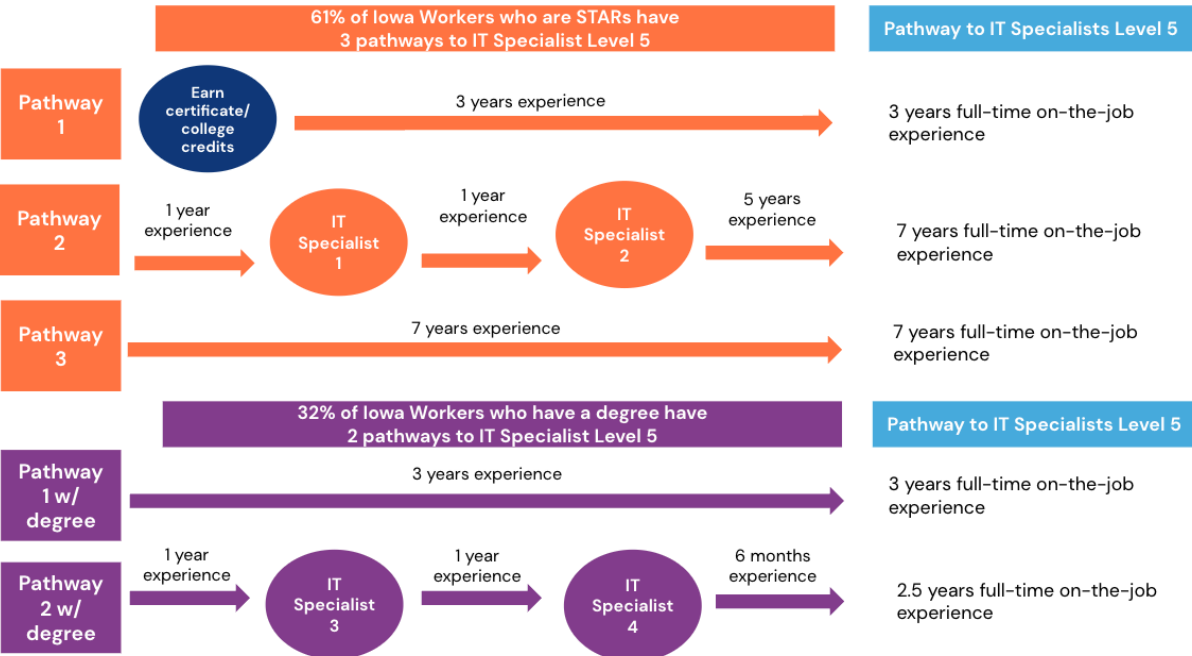 61% of Iowa Workers who are STARs have
3 pathways to IT Specialist Level 5
Pathway to IT Specialists Level 5
Pathway
1
Earn
certificate/
college
credits
3 years experience
3 years full-time on-the-job
experience
Pathway
2
1 year
experience
IT
Specialist
1
1 year
experience
IT
Specialist
2
5 years
experience
7 years full-time on-the-job
experience
Pathway
3
7 years experience
7 years full-time on-the-job
experience
32% of Iowa Workers who have a degree have
2 pathways to IT Specialist Level 5
Pathway to IT Specialists Level 5
Pathway
1 w/
degree
3 years experience
3 years full-time on-the-job
experience
Pathway
2 w/
degree
1 year
experience
IT
Specialist
3
1 year
experience
IT
Specialist
4
6 months
experience
2.5 years full-time on-the-job
experience